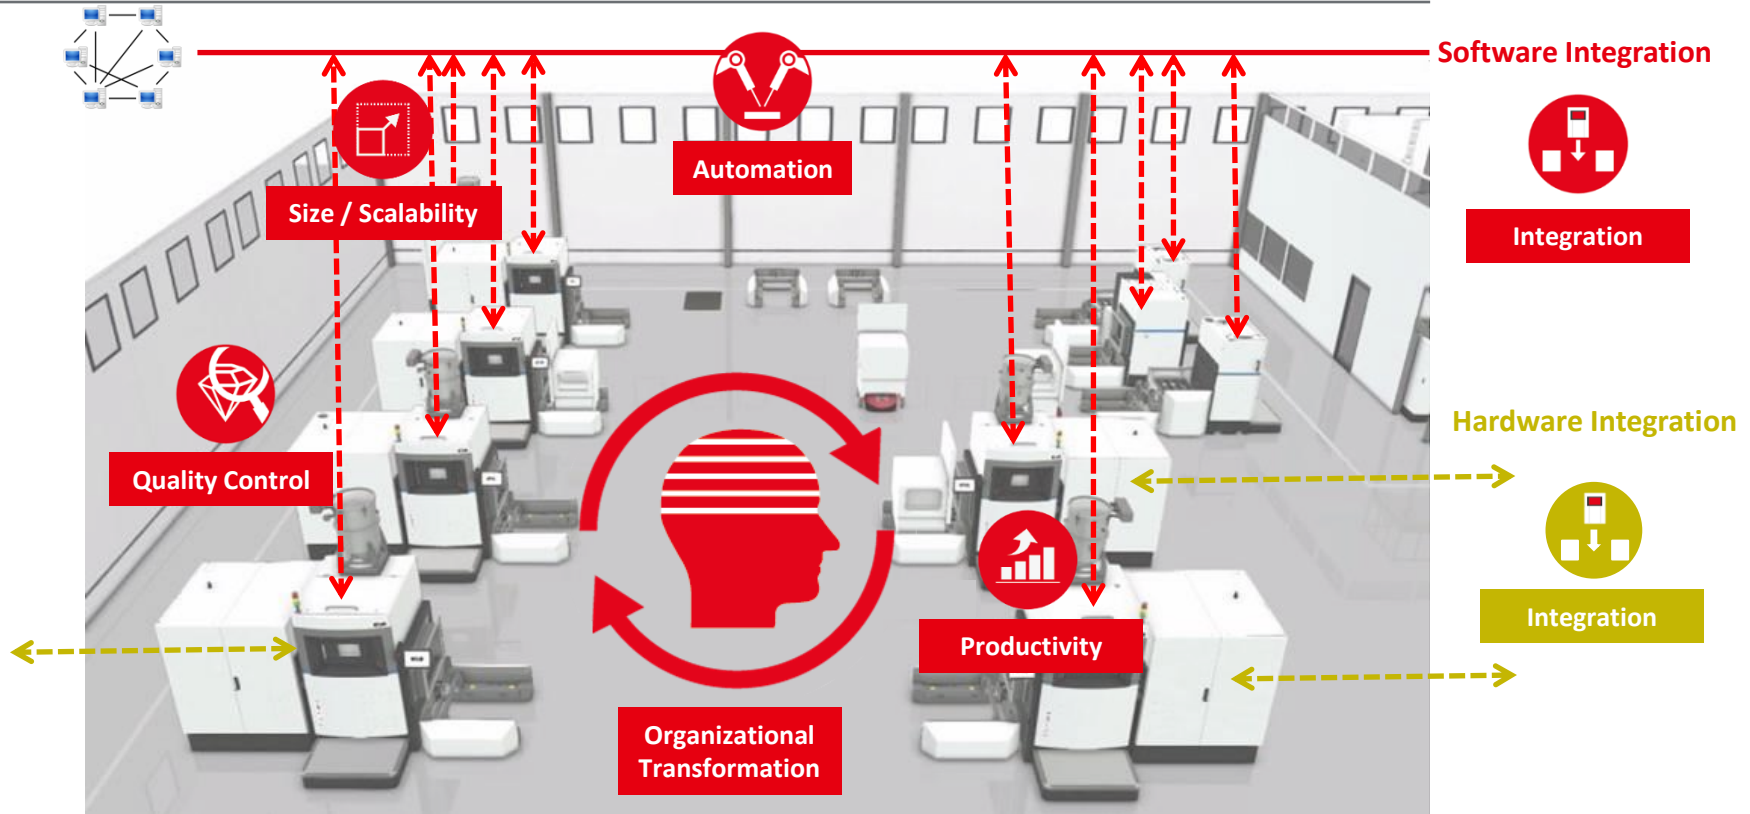 Software Integration
Automation
Size / Scalability
Integration
Hardware Integration
Quality Control
Integration
Productivity
Organizational
Transformation